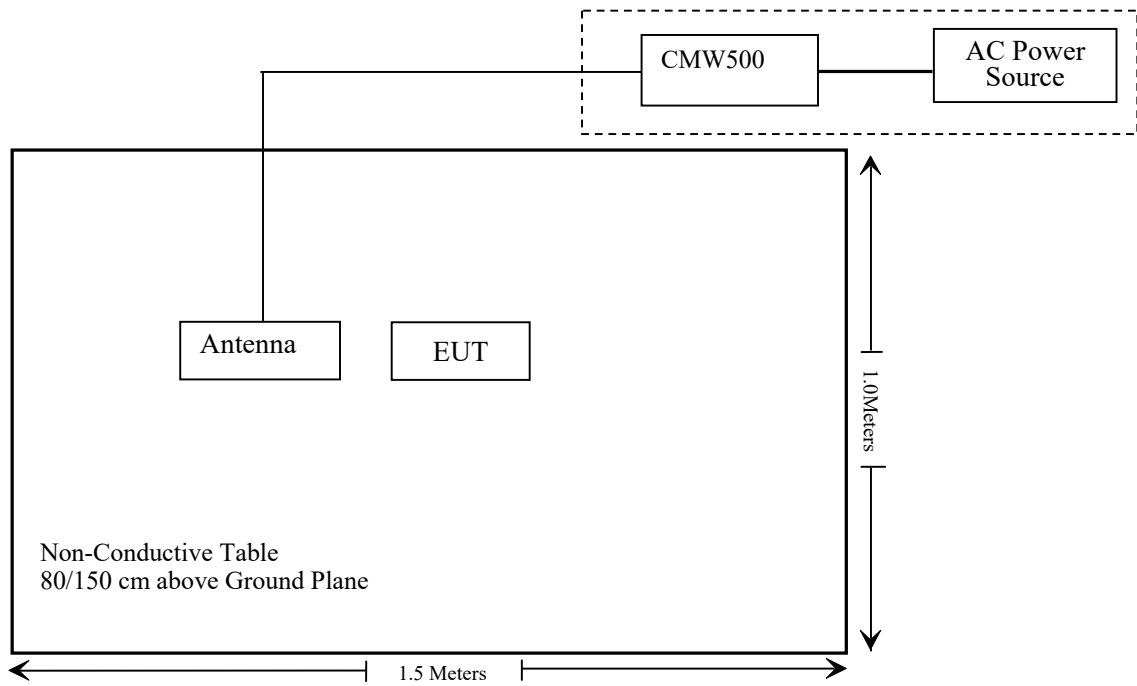 CMW500
AC Power
Source
Antenna
EUT
1.0Meters
Non-Conductive Table
80/150 cm above Ground Plane
1.5 Meters